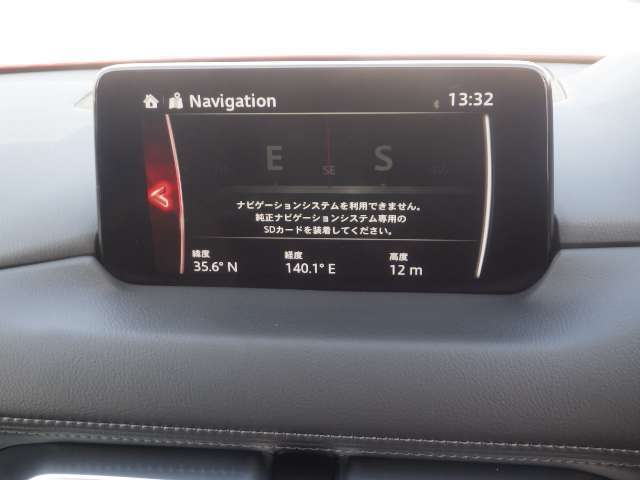 Navigation 13:32
E SE S
ナビゲーションシステムを利用できません。
純正ナビゲーションシステム専用の
SDカードを装着してください。
緯度 経度 高度
35.6° N 140.1° E 12 m